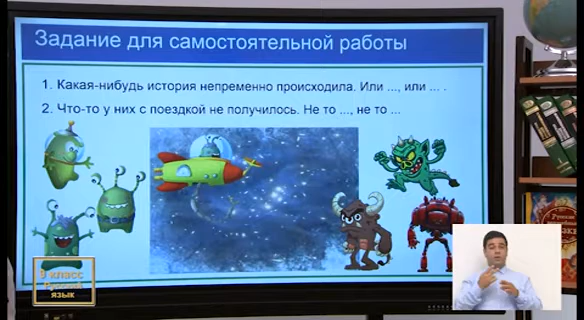 Задание для самостоятельной работы
1. Какая-нибудь история непременно происходила. Или ..., или ... .
2. Что-то у них с поездкой не получилось. Не то ..., не то ...
9 класс
Русский
язык